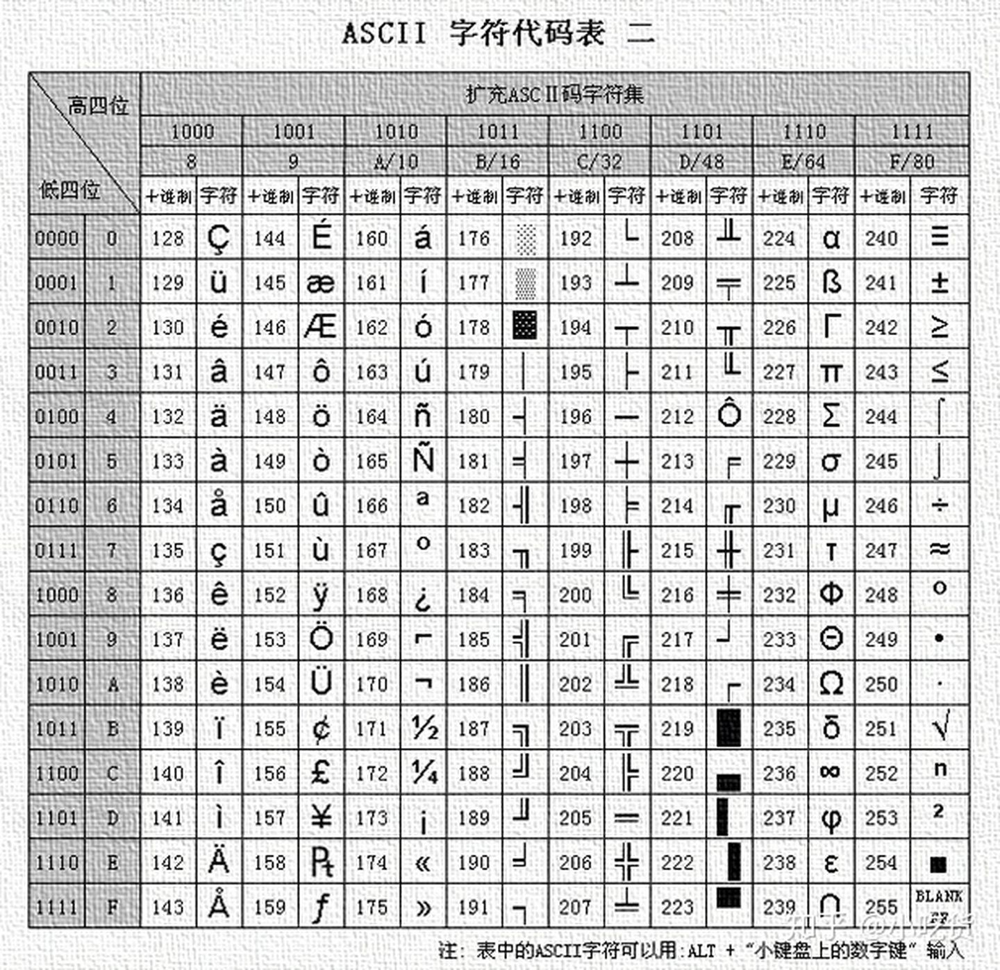 ASCII 字符代码表 二
高四位 扩充ASCⅡ码字符集
1000 1001 1010 1011 1100 1101 1110 1111
8 9 A/10 B/16 C/32 D/48 E/64 F/80
低四位 十进制 字符 十进制 字符 十进制 字符 十进制 字符 十进制 字符 十进制 字符 十进制 字符 十进制 字符
0000 0 128 Ç 144 É 160 á 176 ░ 192 └ 208 ╨ 224 α 240 ≡
0001 1 129 ü 145 æ 161 í 177 ▒ 193 ┴ 209 ╤ 225 ß 241 ±
0010 2 130 é 146 Æ 162 ó 178 ▓ 194 ┬ 210 ╥ 226 Γ 242 ≥
0011 3 131 â 147 ô 163 ú 179 │ 195 ├ 211 ╙ 227 π 243 ≤
0100 4 132 ä 148 ö 164 ñ 180 ┤ 196 ─ 212 Ô 228 Σ 244 ⌠
0101 5 133 à 149 ò 165 Ñ 181 ╡ 197 ┼ 213 ╒ 229 σ 245 ⌡
0110 6 134 å 150 û 166 ª 182 ╢ 198 ╞ 214 ╓ 230 µ 246 ÷
0111 7 135 ç 151 ù 167 º 183 ╖ 199 ╟ 215 ╫ 231 τ 247 ≈
1000 8 136 ê 152 ÿ 168 ¿ 184 ╕ 200 ╚ 216 ╪ 232 Φ 248 °
1001 9 137 ë 153 Ö 169 ⌐ 185 ╣ 201 ╔ 217 ┘ 233 Θ 249 •
1010 A 138 è 154 Ü 170 ¬ 186 ║ 202 ╩ 218 ┌ 234 Ω 250 ·
1011 B 139 ï 155 ¢ 171 ½ 187 ╗ 203 ╦ 219 █ 235 δ 251 √
1100 C 140 î 156 £ 172 ¼ 188 ╝ 204 ╠ 220 ▄ 236 ∞ 252 ⁿ
1101 D 141 ì 157 ¥ 173 ¡ 189 ╜ 205 ═ 221 ▌ 237 φ 253 ²
1110 E 142 Ä 158 ₧ 174 « 190 ╛ 206 ╬ 222 ▐ 238 ε 254 ■
1111 F 143 Å 159 ƒ 175 » 191 ┐ 207 ╧ 223 ▀ 239 ∩ 255 BLANK
知乎 @小吃货
注: 表中的ASCII字符可以用:ALT + “小键盘上的数字键” 输入